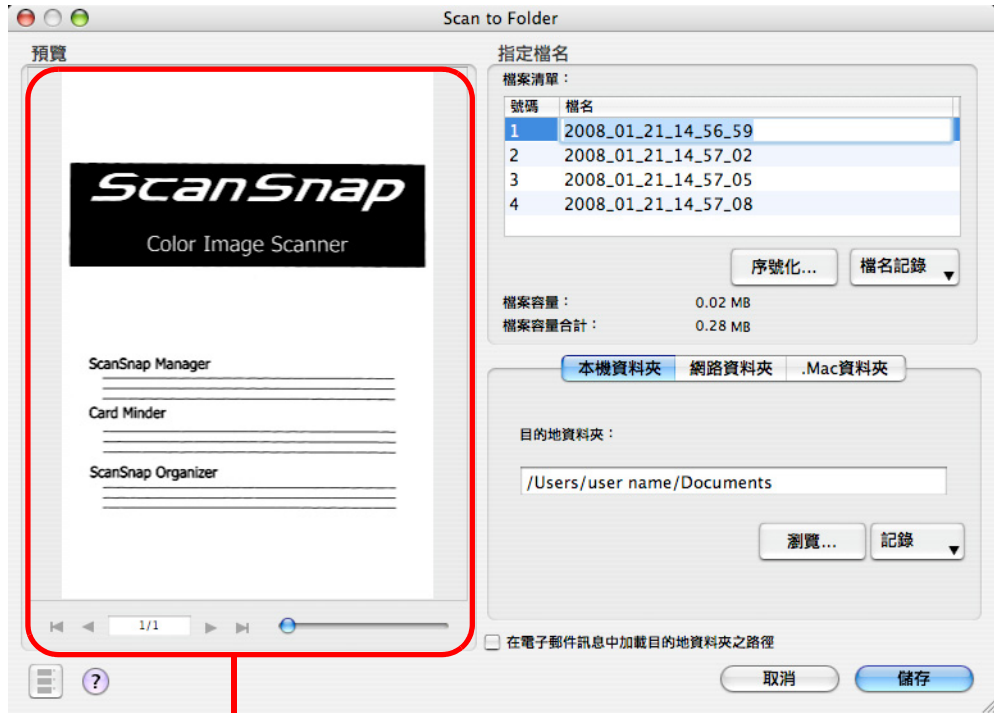 Scan to Folder
預覽
ScanSnap
Color Image Scanner
ScanSnap Manager
Card Minder
ScanSnap Organizer
1/1
?
指定檔名
檔案清單：
號碼 檔名
1 2008_01_21_14_56_59
2 2008_01_21_14_57_02
3 2008_01_21_14_57_05
4 2008_01_21_14_57_08
序號化... 檔名記錄
檔案容量： 0.02 MB
檔案容量合計： 0.28 MB
本機資料夾 網路資料夾 .Mac資料夾
目的地資料夾：
/Users/user name/Documents
瀏覽... 記錄
在電子郵件訊息中加載目的地資料夾之路徑
取消 儲存